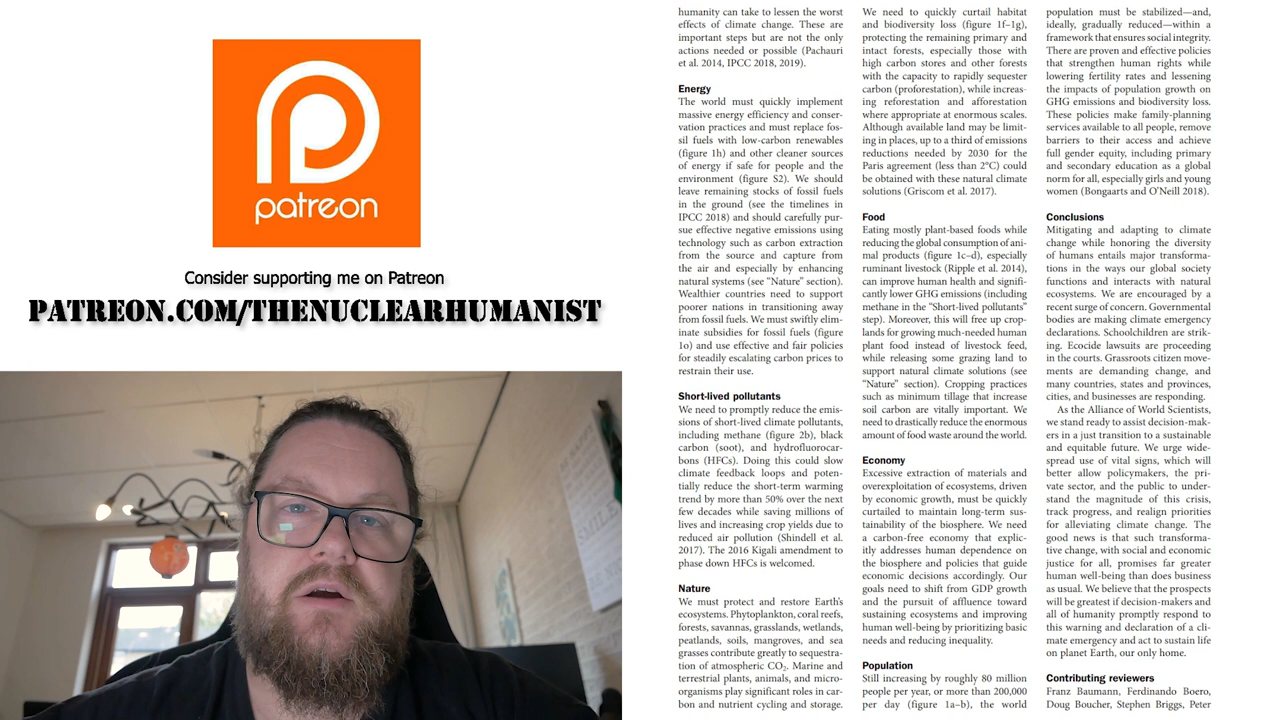 patreon
Consider supporting me on Patreon
PATREON.COM/THENUCLEARHUMANIST
humanity can take to lessen the worst
effects of climate change. These are
important steps but are not the only
actions needed or possible (Pachauri
et al. 2014, IPCC 2018, 2019).
Energy
The world must quickly implement
massive energy efficiency and conser-
vation practices and must replace fos-
sil fuels with low-carbon renewables
(figure 1h) and other cleaner sources
of energy if safe for people and the
environment (figure S2). We should
leave remaining stocks of fossil fuels
in the ground (see the timelines in
IPCC 2018) and should carefully pur-
sue effective negative emissions using
technology such as carbon extraction
from the source and capture from
the air and especially by enhancing
natural systems (see “Nature” section).
Wealthier countries need to support
poorer nations in transitioning away
from fossil fuels. We must swiftly elim-
inate subsidies for fossil fuels (figure
1o) and use effective and fair policies
for steadily escalating carbon prices to
restrain their use.
Short-lived pollutants
We need to promptly reduce the emis-
sions of short-lived climate pollutants,
including methane (figure 2b), black
carbon (soot), and hydrofluorocar-
bons (HFCs). Doing this could slow
climate feedback loops and poten-
tially reduce the short-term warming
trend by more than 50% over the next
few decades while saving millions of
lives and increasing crop yields due to
reduced air pollution (Shindell et al.
2017). The 2016 Kigali amendment to
phase down HFCs is welcomed.
Nature
We must protect and restore Earth’s
ecosystems. Phytoplankton, coral reefs,
forests, savannas, grasslands, wetlands,
peatlands, soils, mangroves, and sea
grasses contribute greatly to sequestra-
tion of atmospheric CO₂. Marine and
terrestrial plants, animals, and micro-
organisms play significant roles in car-
bon and nutrient cycling and storage.
We need to quickly curtail habitat
and biodiversity loss (figure 1f–1g),
protecting the remaining primary and
intact forests, especially those with
high carbon stores and other forests
with the capacity to rapidly sequester
carbon (proforestation), while increas-
ing reforestation and afforestation
where appropriate at enormous scales.
Although available land may be limit-
ing in places, up to a third of emissions
reductions needed by 2030 for the
Paris agreement (less than 2°C) could
be obtained with these natural climate
solutions (Griscom et al. 2017).
Food
Eating mostly plant-based foods while
reducing the global consumption of ani-
mal products (figure 1c–d), especially
ruminant livestock (Ripple et al. 2014),
can improve human health and signifi-
cantly lower GHG emissions (including
methane in the “Short-lived pollutants”
step). Moreover, this will free up crop-
lands for growing much-needed human
plant food instead of livestock feed,
while releasing some grazing land to
support natural climate solutions (see
“Nature” section). Cropping practices
such as minimum tillage that increase
soil carbon are vitally important. We
need to drastically reduce the enormous
amount of food waste around the world.
Economy
Excessive extraction of materials and
overexploitation of ecosystems, driven
by economic growth, must be quickly
curtailed to maintain long-term sus-
tainability of the biosphere. We need
a carbon-free economy that explic-
itly addresses human dependence on
the biosphere and policies that guide
economic decisions accordingly. Our
goals need to shift from GDP growth
and the pursuit of affluence toward
sustaining ecosystems and improving
human well-being by prioritizing basic
needs and reducing inequality.
Population
Still increasing by roughly 80 million
people per year, or more than 200,000
per day (figure 1a–b), the world
population must be stabilized—and,
ideally, gradually reduced—within a
framework that ensures social integrity.
There are proven and effective policies
that strengthen human rights while
lowering fertility rates and lessening
the impacts of population growth on
GHG emissions and biodiversity loss.
These policies make family-planning
services available to all people, remove
barriers to their access and achieve
full gender equity, including primary
and secondary education as a global
norm for all, especially girls and young
women (Bongaarts and O’Neill 2018).
Conclusions
Mitigating and adapting to climate
change while honoring the diversity
of humans entails major transforma-
tions in the ways our global society
functions and interacts with natural
ecosystems. We are encouraged by a
recent surge of concern. Governmental
bodies are making climate emergency
declarations. Schoolchildren are strik-
ing. Ecocide lawsuits are proceeding
in the courts. Grassroots citizen move-
ments are demanding change, and
many countries, states and provinces,
cities, and businesses are responding.
As the Alliance of World Scientists,
we stand ready to assist decision-mak-
ers in a just transition to a sustainable
and equitable future. We urge wide-
spread use of vital signs, which will
better allow policymakers, the pri-
vate sector, and the public to under-
stand the magnitude of this crisis,
track progress, and realign priorities
for alleviating climate change. The
good news is that such transforma-
tive change, with social and economic
justice for all, promises far greater
human well-being than does business
as usual. We believe that the prospects
will be greatest if decision-makers and
all of humanity promptly respond to
this warning and declaration of a cli-
mate emergency and act to sustain life
on planet Earth, our only home.
Contributing reviewers
Franz Baumann, Ferdinando Boero,
Doug Boucher, Stephen Briggs, Peter